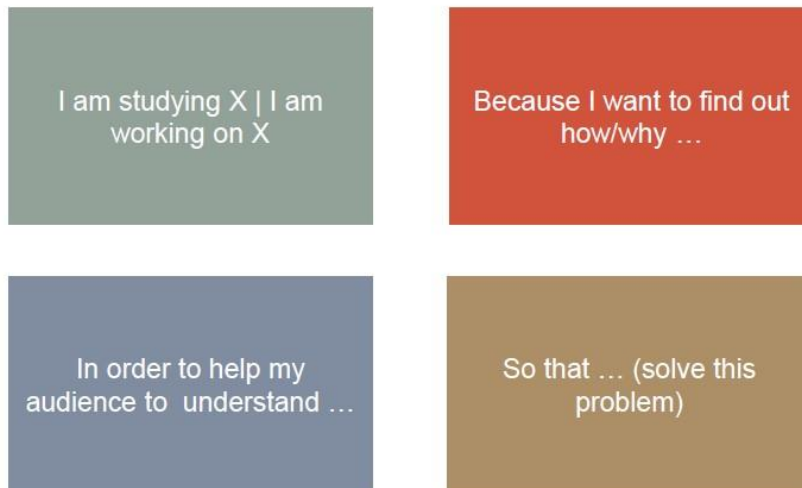 I am studying X | I am
working on X
Because I want to find out
how/why …
In order to help my
audience to  understand …
So that … (solve this
problem)